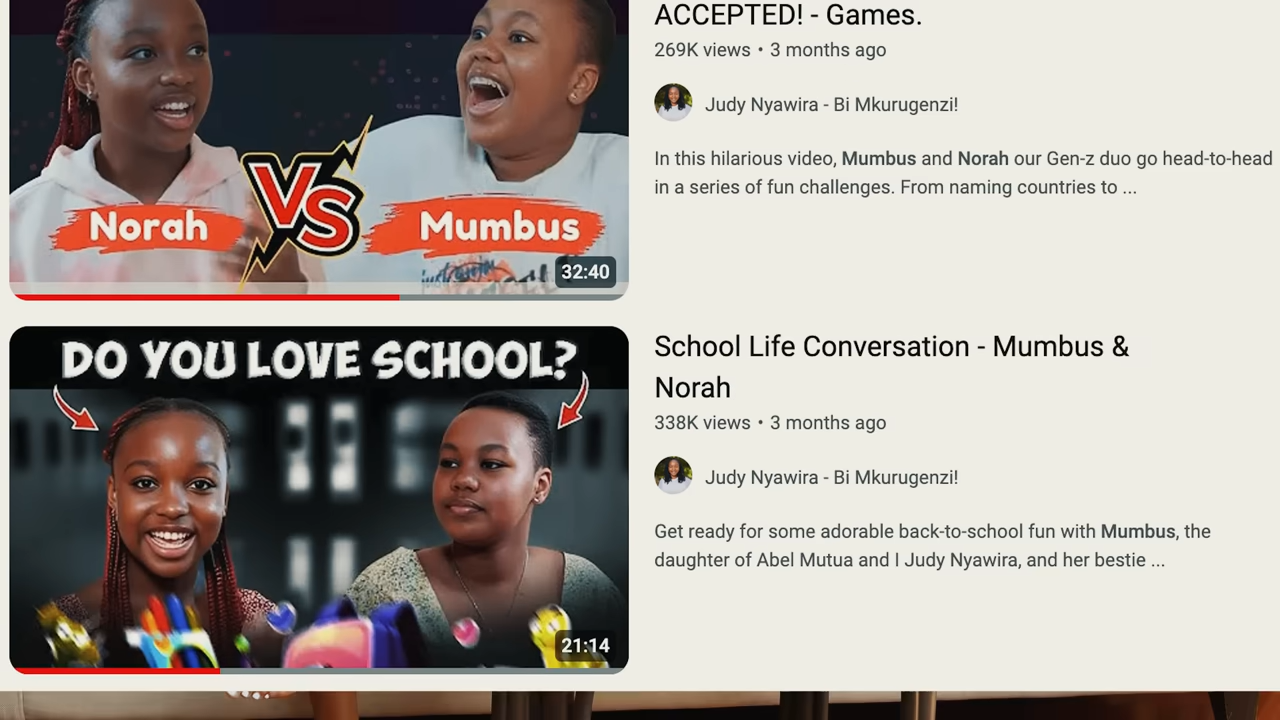 ACCEPTED! - Games.
269K views • 3 months ago
Judy Nyawira - Bi Mkurugenzi!
In this hilarious video, Mumbus and Norah our Gen-z duo go head-to-head
in a series of fun challenges. From naming countries to ...
Norah
VS
Mumbus
32:40
DO YOU LOVE SCHOOL?
21:14
School Life Conversation - Mumbus &
Norah
338K views • 3 months ago
Judy Nyawira - Bi Mkurugenzi!
Get ready for some adorable back-to-school fun with Mumbus, the
daughter of Abel Mutua and I Judy Nyawira, and her bestie ...